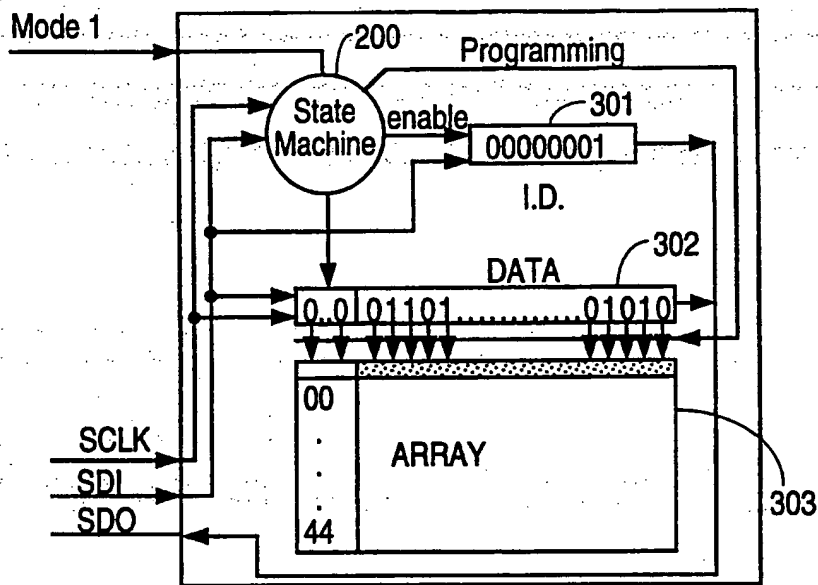 Mode 1
200
Programming
State
Machine
enable
301
00000001
I.D.
DATA
302
0..0 01101..............01010
00
.
.
.
44
ARRAY
SCLK
SDI
SDO
303